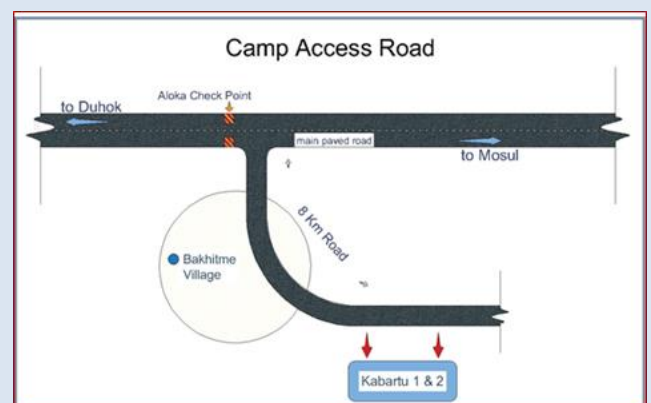 Camp Access Road
Aloka Check Point
to Duhok
main paved road
to Mosul
8 Km Road
Bakhitme
Village
Kabartu 1 & 2